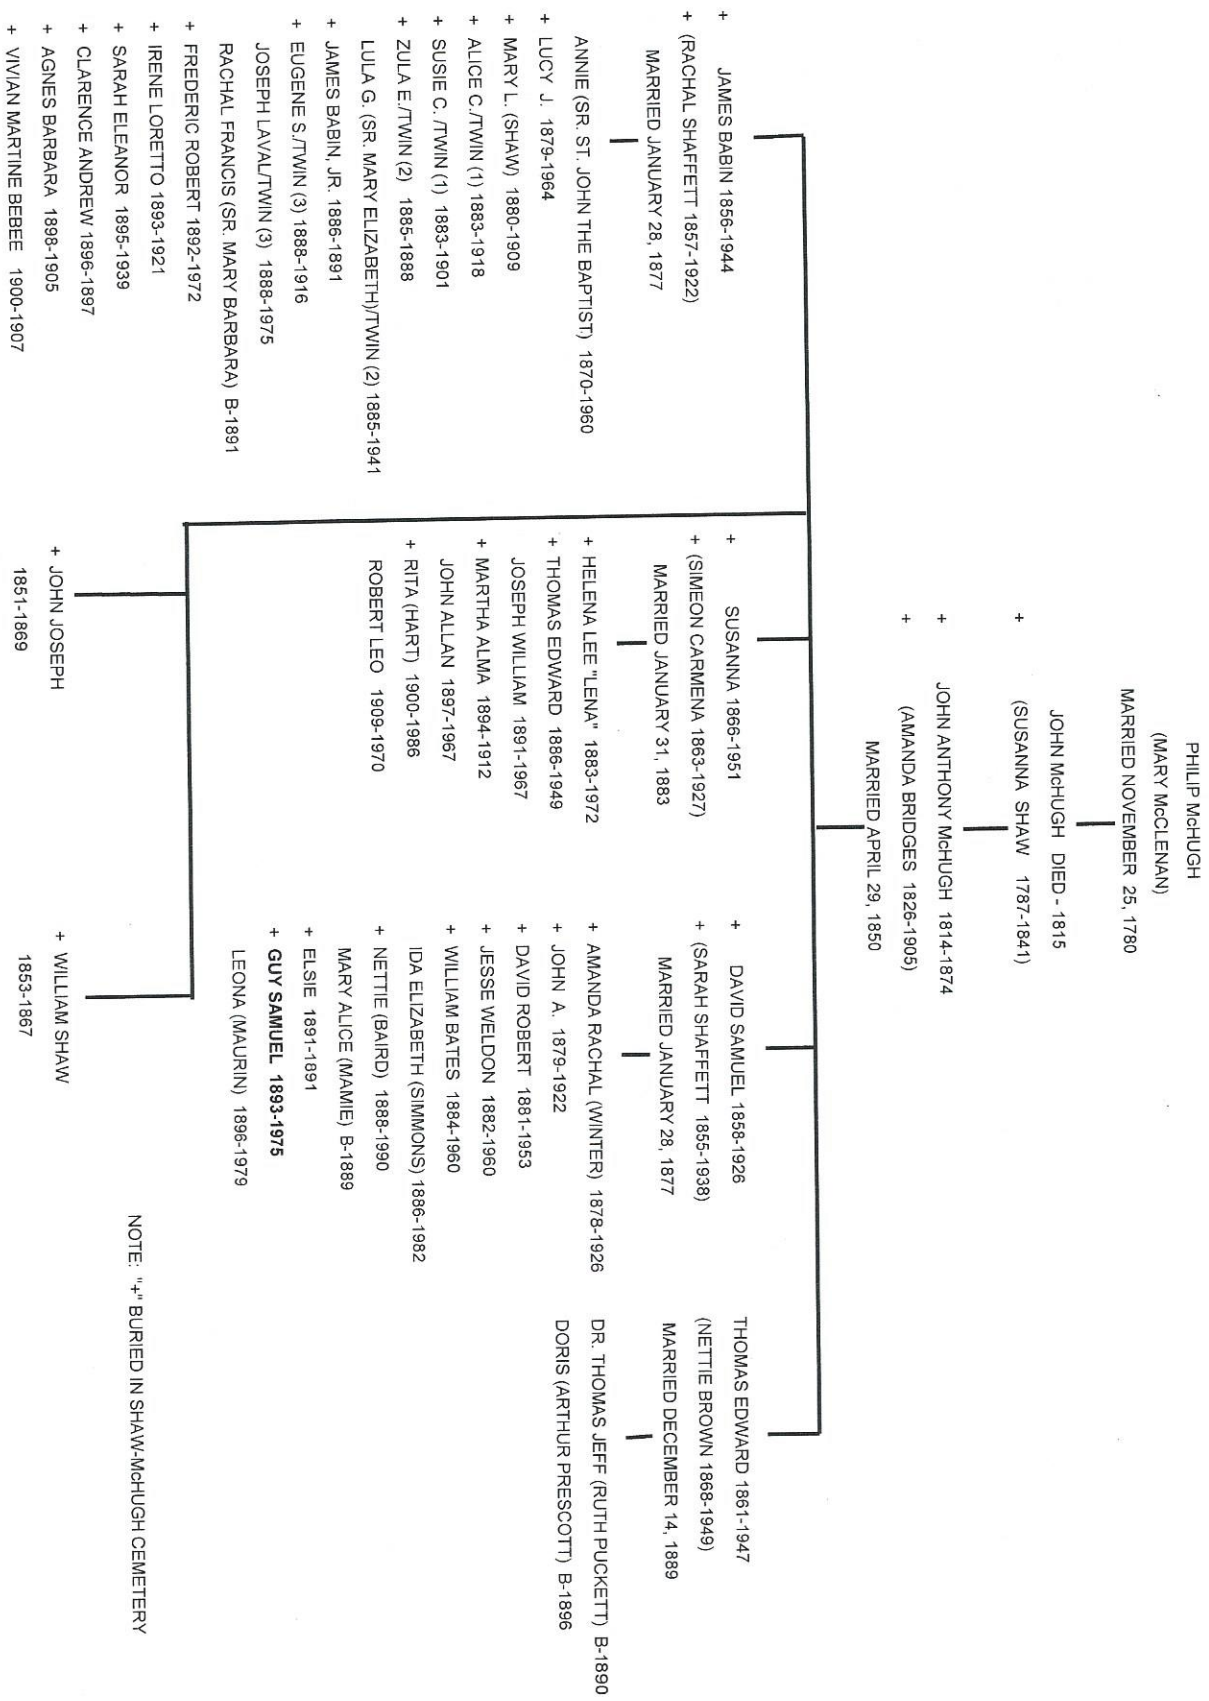 PHILIP McHUGH
(MARY McCLENAN)
MARRIED NOVEMBER 25, 1780
JOHN McHUGH DIED - 1815
+ (SUSANNA SHAW 1787-1841)
+ JOHN ANTHONY McHUGH 1814-1874
+ (AMANDA BRIDGES 1826-1905)
MARRIED APRIL 29, 1850
+ JAMES BABIN 1856-1944
+ (RACHAL SHAFFETT 1857-1922)
MARRIED JANUARY 28, 1877
ANNIE (SR. ST. JOHN THE BAPTIST) 1870-1960
+ LUCY J. 1879-1964
+ MARY L. (SHAW) 1880-1909
+ ALICE C./TWIN (1) 1883-1918
+ SUSIE C. /TWIN (1) 1883-1901
+ ZULA E./TWIN (2) 1885-1888
LULA G. (SR. MARY ELIZABETH)/TWIN (2) 1885-1941
+ JAMES BABIN, JR. 1886-1891
+ EUGENE S./TWIN (3) 1888-1916
JOSEPH LAVAL/TWIN (3) 1888-1975
RACHAL FRANCIS (SR. MARY BARBARA) B-1891
+ FREDERIC ROBERT 1892-1972
+ IRENE LORETTO 1893-1921
+ SARAH ELEANOR 1895-1939
+ CLARENCE ANDREW 1896-1897
+ AGNES BARBARA 1898-1905
+ VIVIAN MARTINE BEBEE 1900-1907
+ SUSANNA 1866-1951
+ (SIMEON CARMENA 1863-1927)
MARRIED JANUARY 31, 1883
+ HELENA LEE "LENA" 1883-1972
+ THOMAS EDWARD 1886-1949
JOSEPH WILLIAM 1891-1967
+ MARTHA ALMA 1894-1912
JOHN ALLAN 1897-1967
+ RITA (HART) 1900-1986
ROBERT LEO 1909-1970
+ DAVID SAMUEL 1858-1926
+ (SARAH SHAFFETT 1855-1938)
MARRIED JANUARY 28, 1877
+ AMANDA RACHAL (WINTER) 1878-1926
+ JOHN A. 1879-1922
+ DAVID ROBERT 1881-1953
+ JESSE WELDON 1882-1960
+ WILLIAM BATES 1884-1960
IDA ELIZABETH (SIMMONS) 1886-1982
+ NETTIE (BAIRD) 1888-1990
MARY ALICE (MAMIE) B-1889
+ ELSIE 1891-1891
+ GUY SAMUEL 1893-1975
LEONA (MAURIN) 1896-1979
THOMAS EDWARD 1861-1947
(NETTIE BROWN 1868-1949)
MARRIED DECEMBER 14, 1889
DR. THOMAS JEFF (RUTH PUCKETT) B-1890
DORIS (ARTHUR PRESCOTT) B-1896
+ JOHN JOSEPH
1851-1869
+ WILLIAM SHAW
1853-1867
NOTE: "+" BURIED IN SHAW-McHUGH CEMETERY